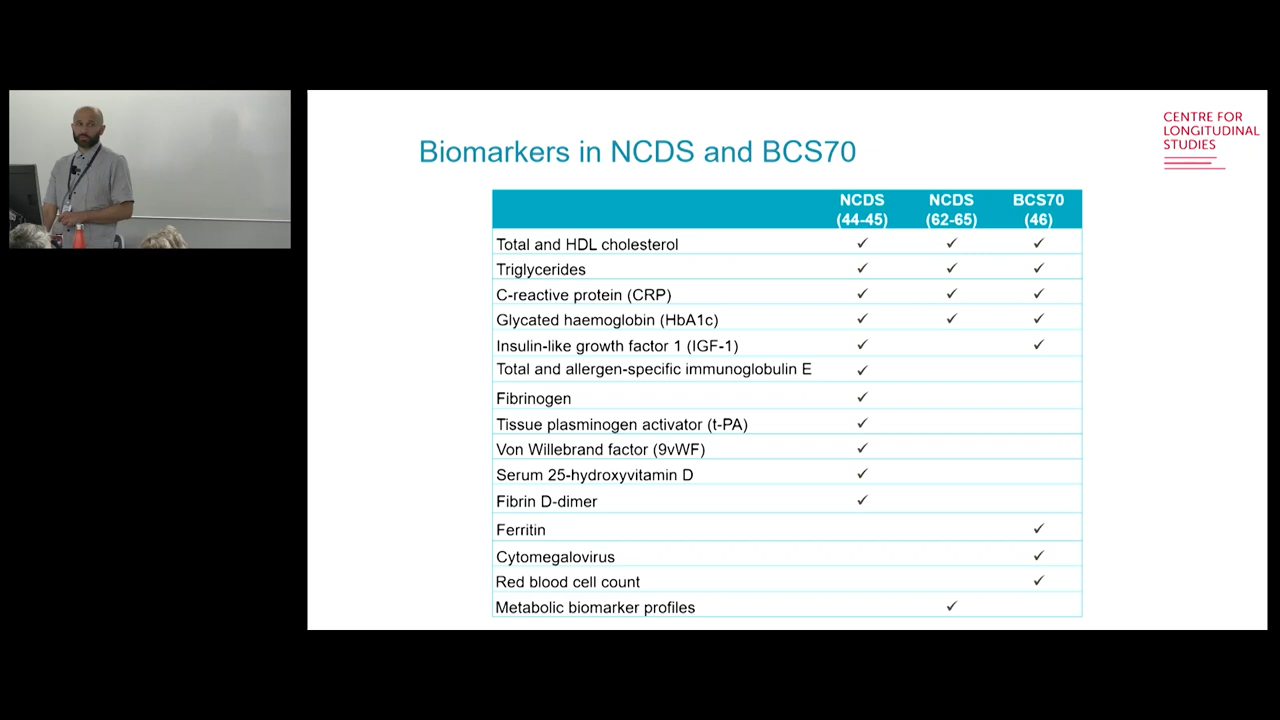 CENTRE FOR
LONGITUDINAL
STUDIES
Biomarkers in NCDS and BCS70
NCDS (44-45) NCDS (62-65) BCS70 (46)
Total and HDL cholesterol ✓ ✓ ✓
Triglycerides ✓ ✓ ✓
C-reactive protein (CRP) ✓ ✓ ✓
Glycated haemoglobin (HbA1c) ✓ ✓ ✓
Insulin-like growth factor 1 (IGF-1) ✓ ✓
Total and allergen-specific immunoglobulin E ✓
Fibrinogen ✓
Tissue plasminogen activator (t-PA) ✓
Von Willebrand factor (9vWF) ✓
Serum 25-hydroxyvitamin D ✓
Fibrin D-dimer ✓
Ferritin ✓
Cytomegalovirus ✓
Red blood cell count ✓
Metabolic biomarker profiles ✓